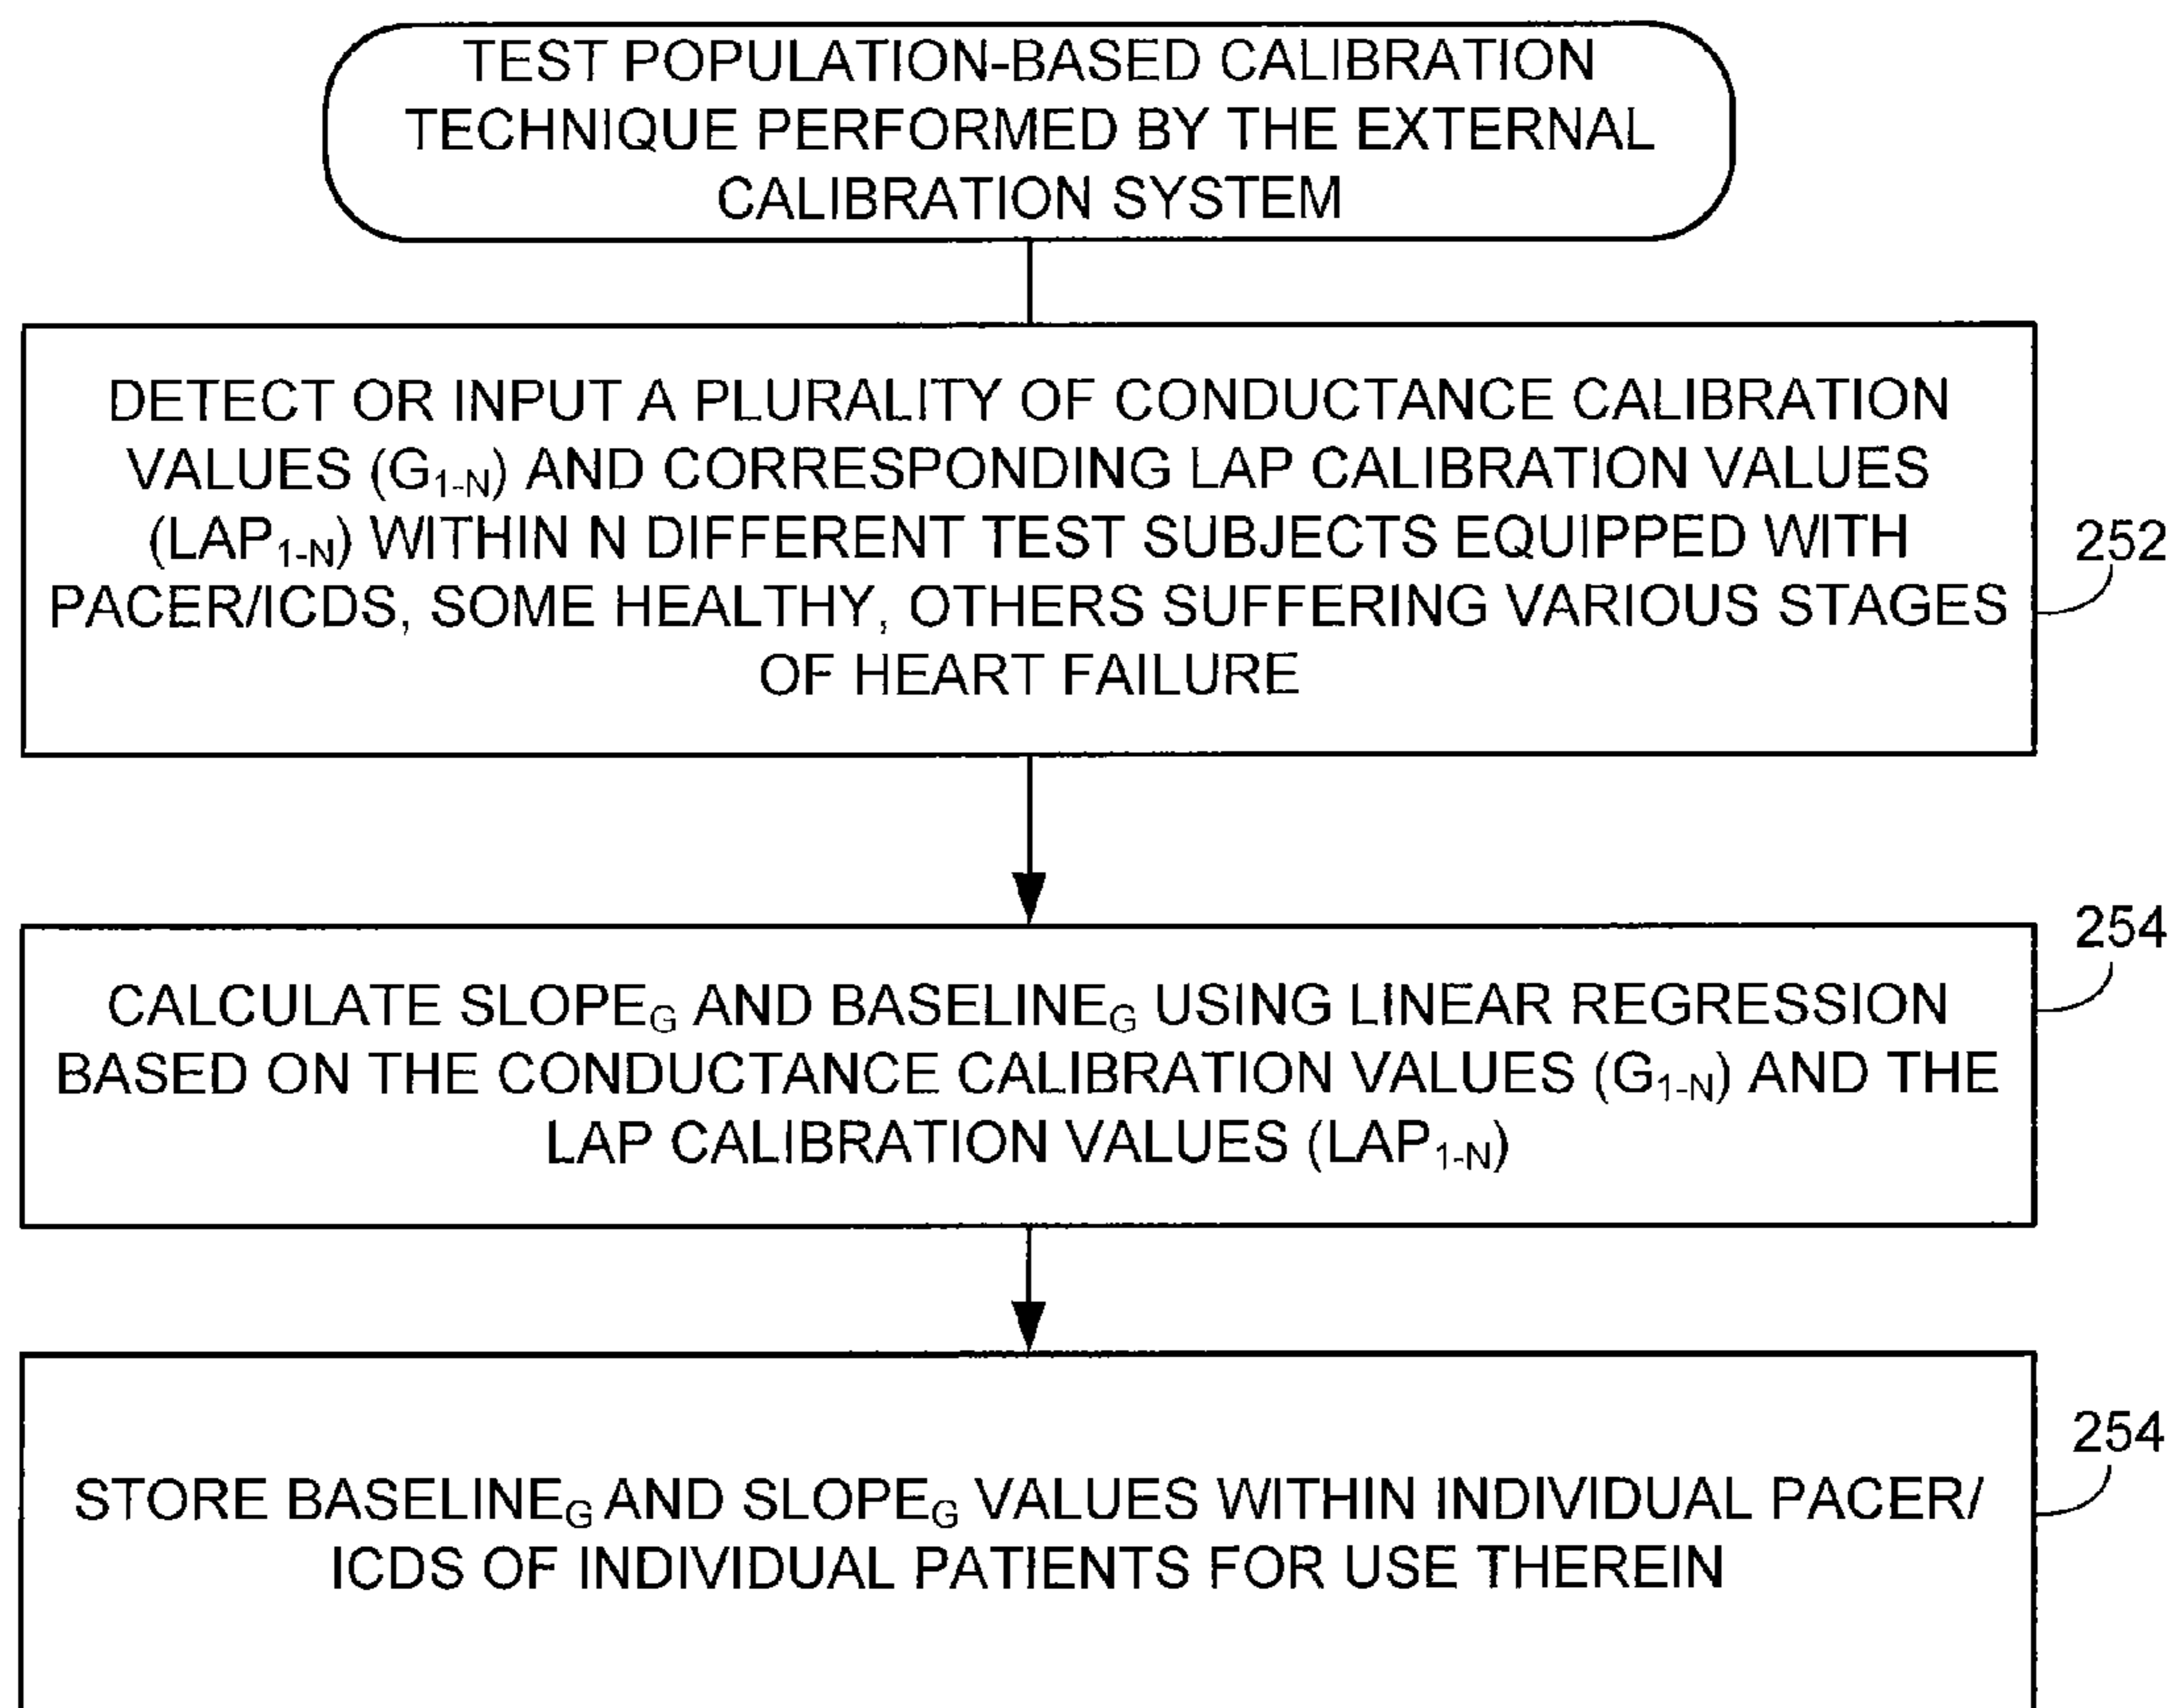 TEST POPULATION-BASED CALIBRATION
TECHNIQUE PERFORMED BY THE EXTERNAL
CALIBRATION SYSTEM
DETECT OR INPUT A PLURALITY OF CONDUCTANCE CALIBRATION
VALUES (G1-N) AND CORRESPONDING LAP CALIBRATION VALUES
(LAP1-N) WITHIN N DIFFERENT TEST SUBJECTS EQUIPPED WITH
PACER/ICDS, SOME HEALTHY, OTHERS SUFFERING VARIOUS STAGES
OF HEART FAILURE
252
CALCULATE SLOPEG AND BASELINEG USING LINEAR REGRESSION
BASED ON THE CONDUCTANCE CALIBRATION VALUES (G1-N) AND THE
LAP CALIBRATION VALUES (LAP1-N)
254
STORE BASELINEG AND SLOPEG VALUES WITHIN INDIVIDUAL PACER/
ICDS OF INDIVIDUAL PATIENTS FOR USE THEREIN
254